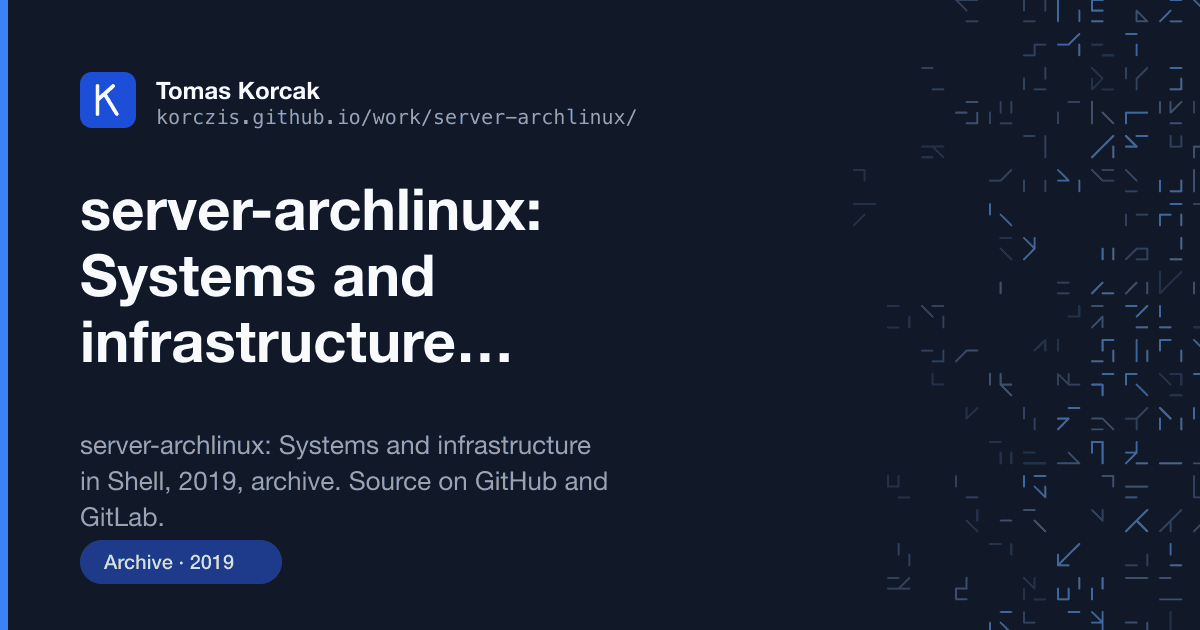 K
Tomas Korcak
korczis.github.io/work/server-archlinux/
server-archlinux:
Systems and
infrastructure…
server-archlinux: Systems and infrastructure
in Shell, 2019, archive. Source on GitHub and
GitLab.
Archive · 2019